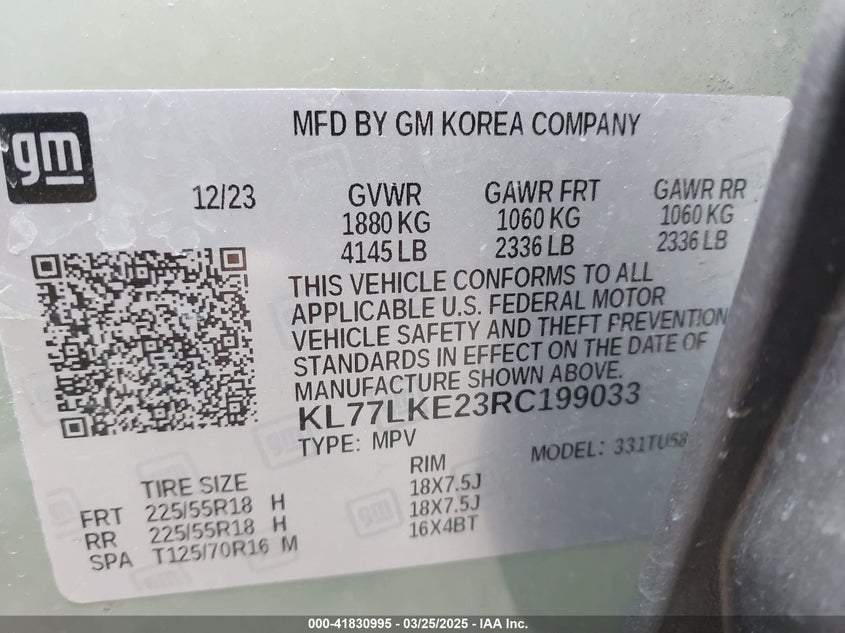 gm
MFD BY GM KOREA COMPANY
12/23 GVWR GAWR FRT GAWR RR
1880 KG 1060 KG 1060 KG
4145 LB 2336 LB 2336 LB
THIS VEHICLE CONFORMS TO ALL
APPLICABLE U.S. FEDERAL MOTOR
VEHICLE SAFETY AND THEFT PREVENTION
STANDARDS IN EFFECT ON THE DATE OF
MANUFACTURE SHOWN ABOVE.
KL77LKE23RC199033
TYPE: MPV MODEL: 331TU58
TIRE SIZE RIM
FRT 225/55R18 H 18X7.5J
RR 225/55R18 H 18X7.5J
SPA T125/70R16 M 16X4BT
000-41830995 - 03/25/2025 - IAA Inc.